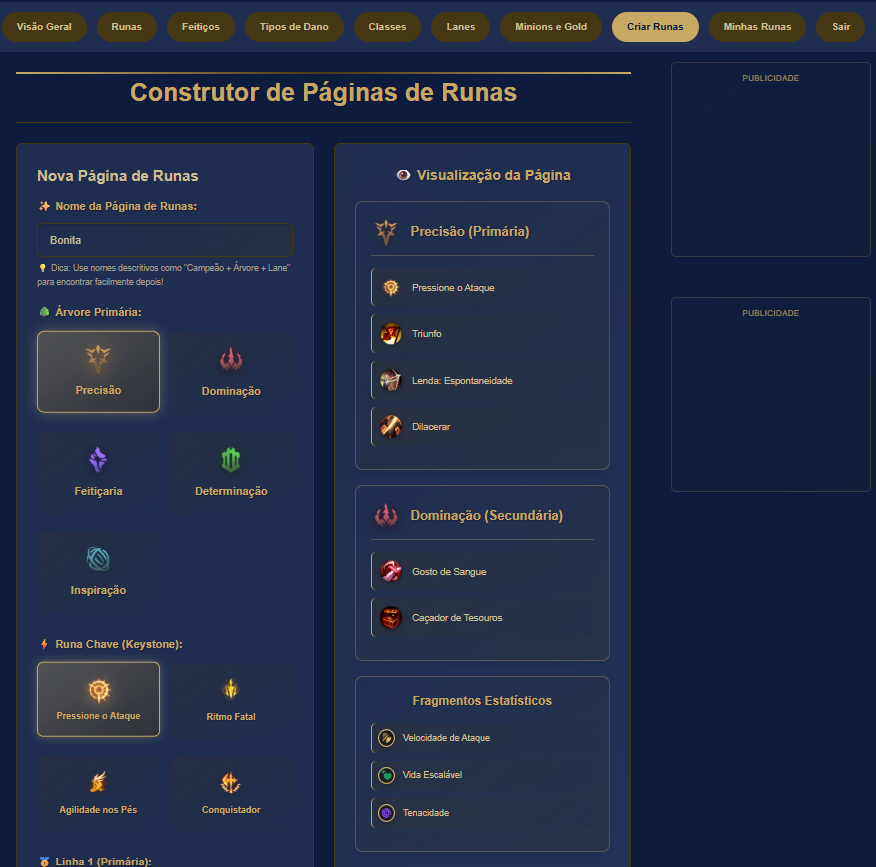 Visão Geral
Runas
Feitiços
Tipos de Dano
Classes
Lanes
Minions e Gold
Criar Runas
Minhas Runas
Sair
Construtor de Páginas de Runas
Nova Página de Runas
Nome da Página de Runas:
Bonita
Dica: Use nomes descritivos como "Campeão + Árvore + Lane"
para encontrar facilmente depois!
Árvore Primária:
Precisão
Dominação
Feitiçaria
Determinação
Inspiração
Runa Chave (Keystone):
Pressione o Ataque
Ritmo Fatal
Agilidade nos Pés
Conquistador
Linha 1 (Primária):
Visualização da Página
Precisão (Primária)
Pressione o Ataque
Triunfo
Lenda: Espontaneidade
Dilacerar
Dominação (Secundária)
Gosto de Sangue
Caçador de Tesouros
Fragmentos Estatísticos
Velocidade de Ataque
Vida Escalável
Tenacidade
PUBLICIDADE
PUBLICIDADE